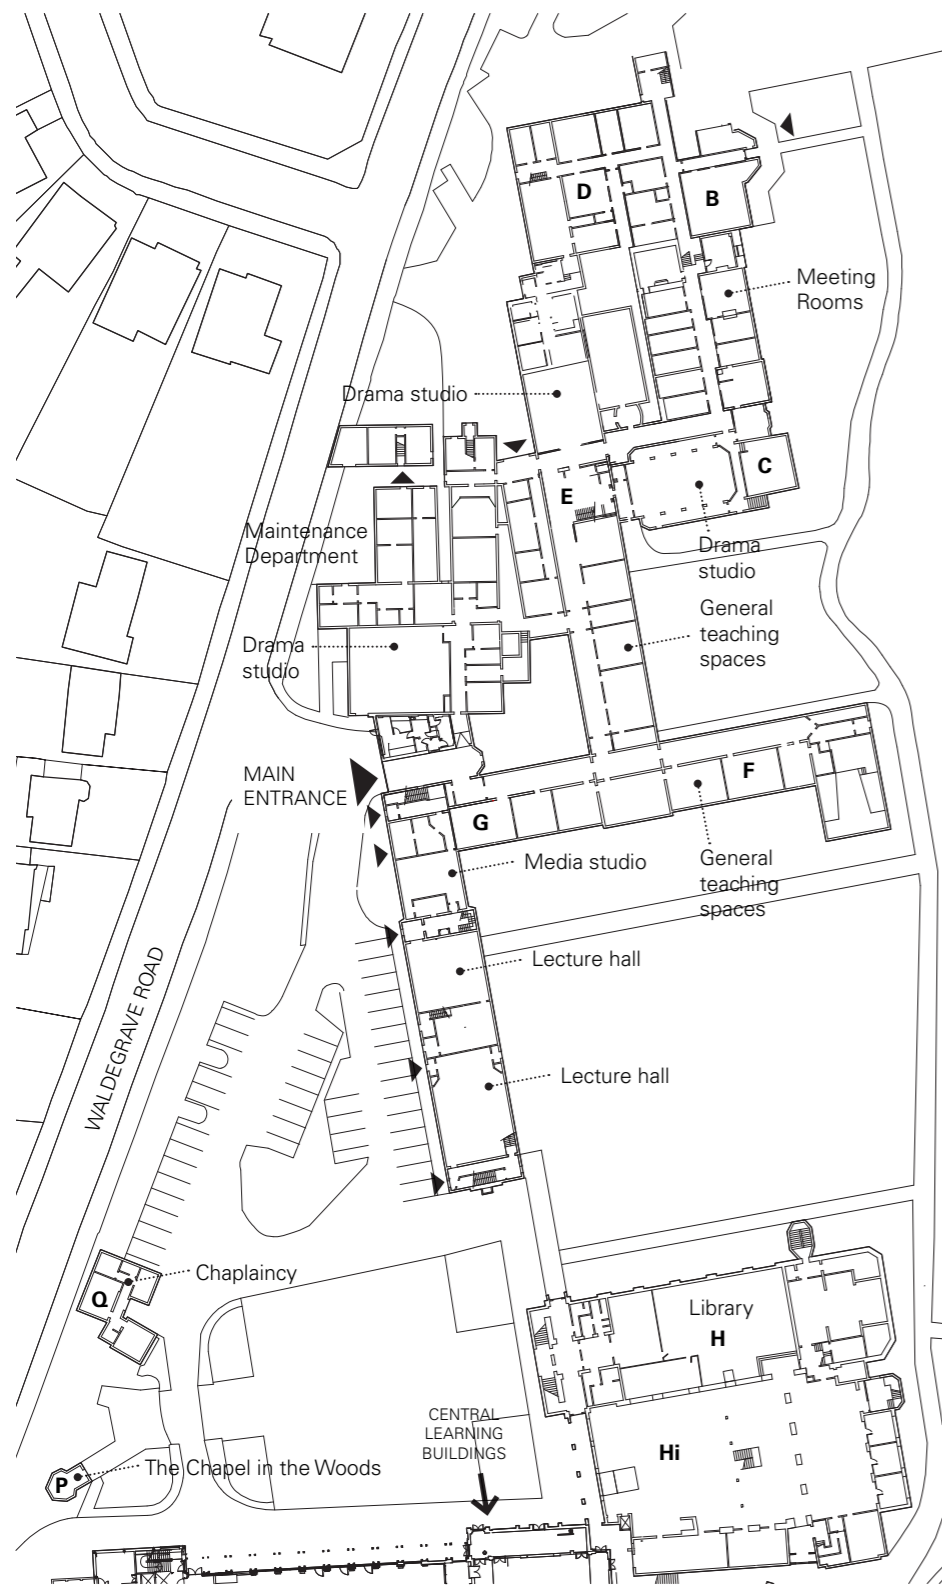 D
B
Meeting
Rooms
Drama studio
C
E
Maintenance
Department
Drama
studio
General
teaching
spaces
Drama
studio
MAIN
ENTRANCE
F
G
Media studio
General
teaching
spaces
Lecture hall
WALDEGRAVE ROAD
Lecture hall
Chaplaincy
Q
Library
H
CENTRAL
LEARNING
BUILDINGS
Hi
The Chapel in the Woods
P